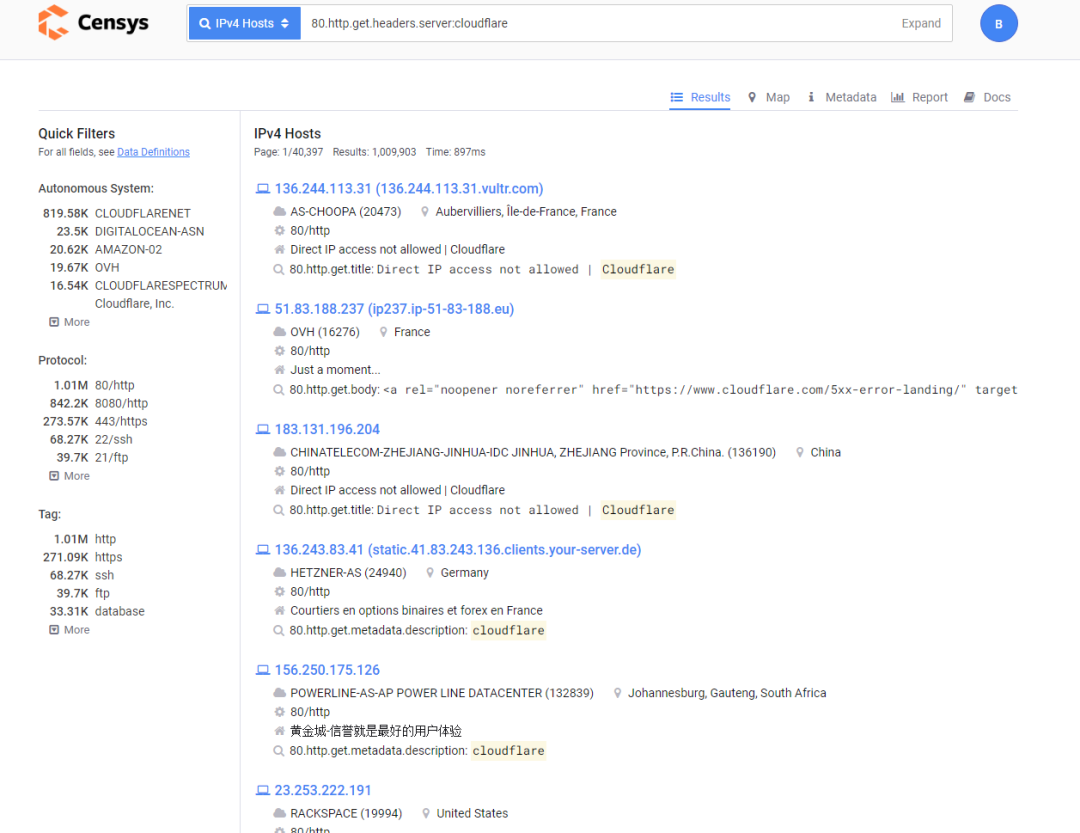 Censys
IPv4 Hosts
80.http.get.headers.server:cloudflare
Expand
B
Results
Map
Metadata
Report
Docs
Quick Filters
For all fields, see Data Definitions
Autonomous System:
819.58K CLOUDFLARENET
23.5K DIGITALOCEAN-ASN
20.62K AMAZON-02
19.67K OVH
16.54K CLOUDFLARESPECTRUM
Cloudflare, Inc.
More
Protocol:
1.01M 80/http
842.2K 8080/http
273.57K 443/https
68.27K 22/ssh
39.7K 21/ftp
More
Tag:
1.01M http
271.09K https
68.27K ssh
39.7K ftp
33.31K database
More
IPv4 Hosts
Page: 1/40,397 Results: 1,009,903 Time: 897ms
136.244.113.31 (136.244.113.31.vultr.com)
AS-CHOOPA (20473) Aubervilliers, Île-de-France, France
80/http
Direct IP access not allowed | Cloudflare
80.http.get.title: Direct IP access not allowed | Cloudflare
51.83.188.237 (ip237.ip-51-83-188.eu)
OVH (16276) France
80/http
Just a moment...
80.http.get.body: <a rel="noopener noreferrer" href="https://www.cloudflare.com/5xx-error-landing/" target
183.131.196.204
CHINATELECOM-ZHEJIANG-JINHUA-IDC JINHUA, ZHEJIANG Province, P.R.China. (136190) China
80/http
Direct IP access not allowed | Cloudflare
80.http.get.title: Direct IP access not allowed | Cloudflare
136.243.83.41 (static.41.83.243.136.clients.your-server.de)
HETZNER-AS (24940) Germany
80/http
Courtiers en options binaires et forex en France
80.http.get.metadata.description: cloudflare
156.250.175.126
POWERLINE-AS-AP POWER LINE DATACENTER (132839) Johannesburg, Gauteng, South Africa
80/http
黄金城-信誉就是最好的用户体验
80.http.get.metadata.description: cloudflare
23.253.222.191
RACKSPACE (19994) United States
80/http